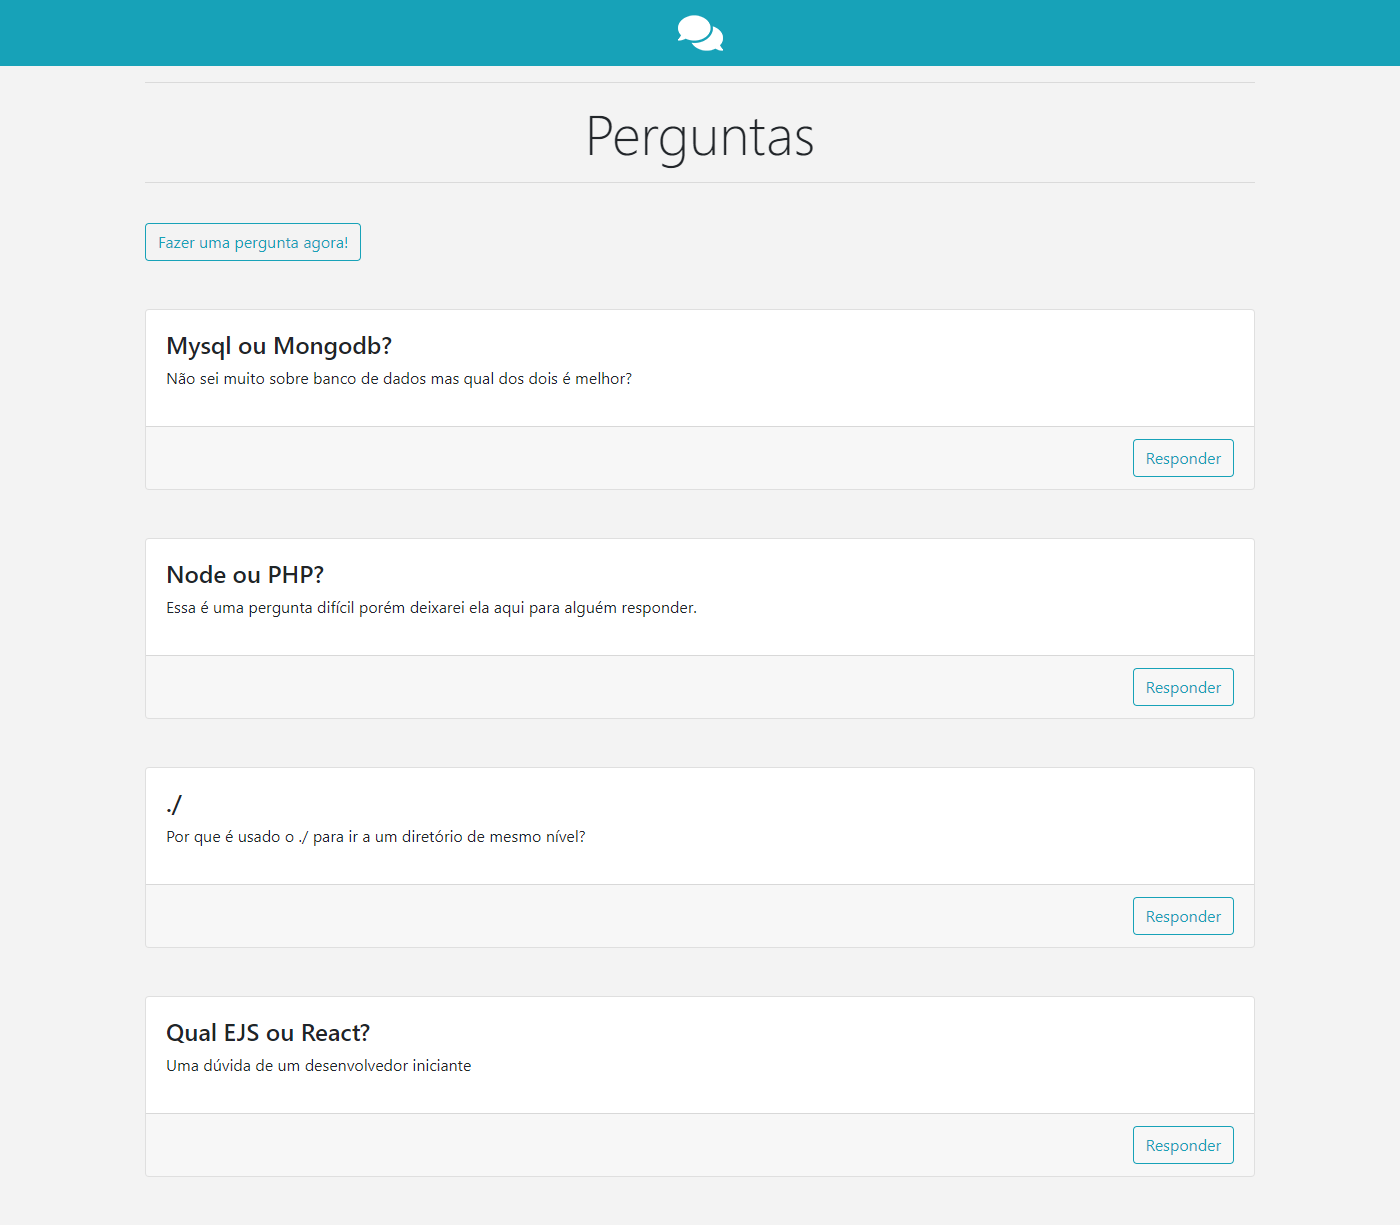 Perguntas
Fazer uma pergunta agora!
Mysql ou Mongodb?
Não sei muito sobre banco de dados mas qual dos dois é melhor?
Responder
Node ou PHP?
Essa é uma pergunta difícil porém deixarei ela aqui para alguém responder.
Responder
./
Por que é usado o ./ para ir a um diretório de mesmo nível?
Responder
Qual EJS ou React?
Uma dúvida de um desenvolvedor iniciante
Responder